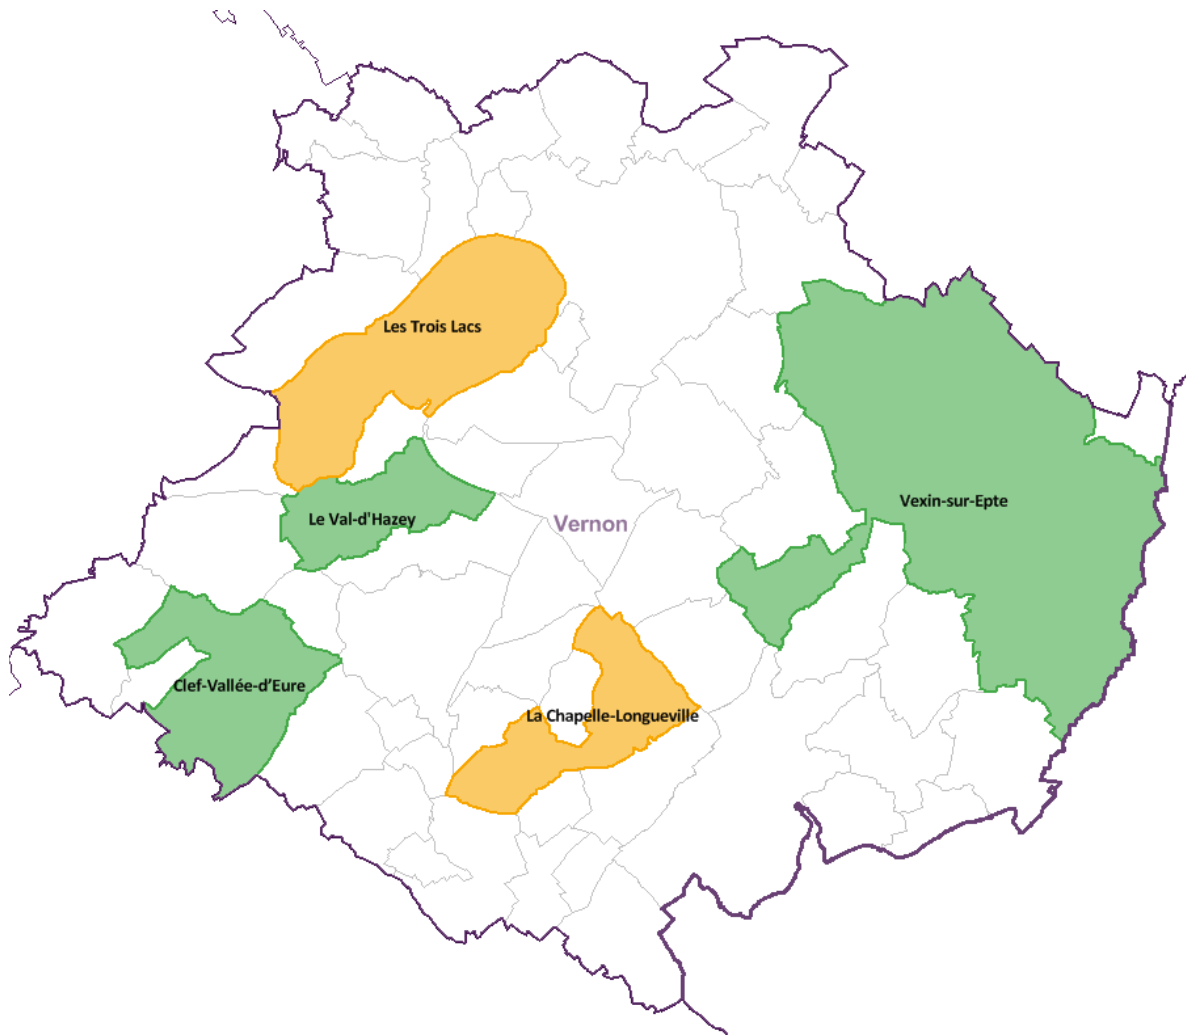 Les Trois Lacs
Vexin-sur-Epte
Le Val-d'Hazey
Vernon
Clef-Vallée-d’Eure
La Chapelle-Longueville